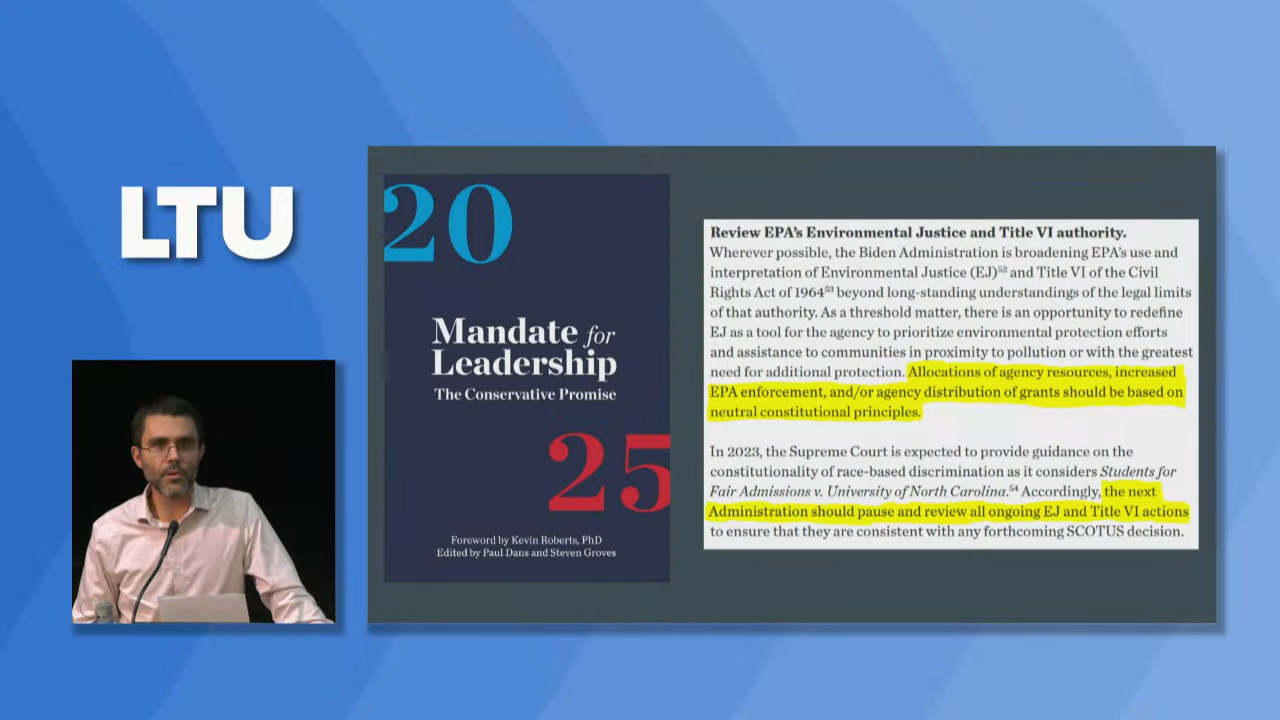 LTU
20
Mandate for
Leadership
The Conservative Promise
25
Foreword by Kevin Roberts, PhD
Edited by Paul Dans and Steven Groves
Review EPA’s Environmental Justice and Title VI authority.
Wherever possible, the Biden Administration is broadening EPA’s use and
interpretation of Environmental Justice (EJ)⁵² and Title VI of the Civil
Rights Act of 1964⁵³ beyond long-standing understandings of the legal limits
of that authority. As a threshold matter, there is an opportunity to redefine
EJ as a tool for the agency to prioritize environmental protection efforts
and assistance to communities in proximity to pollution or with the greatest
need for additional protection. Allocations of agency resources, increased
EPA enforcement, and/or agency distribution of grants should be based on
neutral constitutional principles.
In 2023, the Supreme Court is expected to provide guidance on the
constitutionality of race-based discrimination as it considers Students for
Fair Admissions v. University of North Carolina.⁵⁴ Accordingly, the next
Administration should pause and review all ongoing EJ and Title VI actions
to ensure that they are consistent with any forthcoming SCOTUS decision.